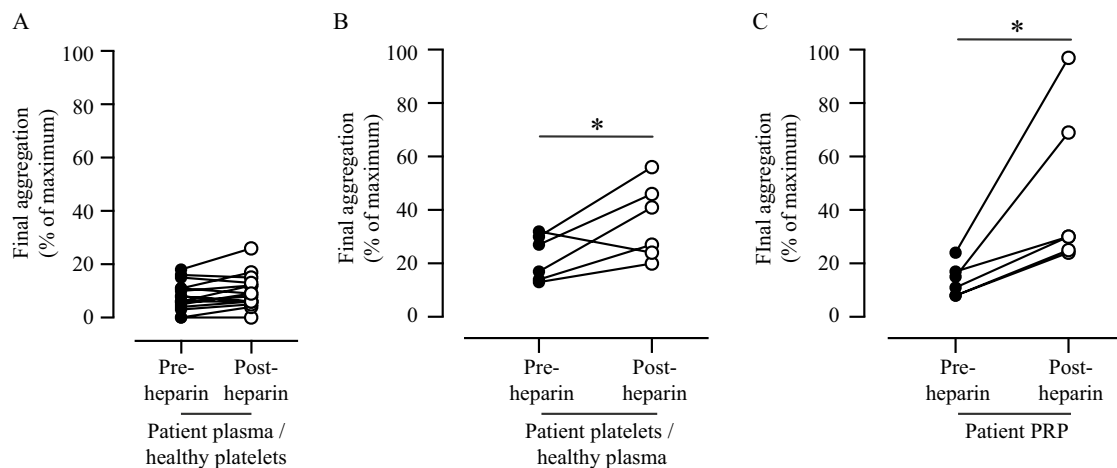 A
Final aggregation
(% of maximum)
100
80
60
40
20
0
Pre-
heparin
Post-
heparin
Patient plasma /
healthy platelets
B
Final aggregation
(% of maximum)
100
80
60
40
20
0
*
Pre-
heparin
Post-
heparin
Patient platelets /
healthy plasma
C
FInal aggregation
(% of maximum)
100
80
60
40
20
0
*
Pre-
heparin
Post-
heparin
Patient PRP